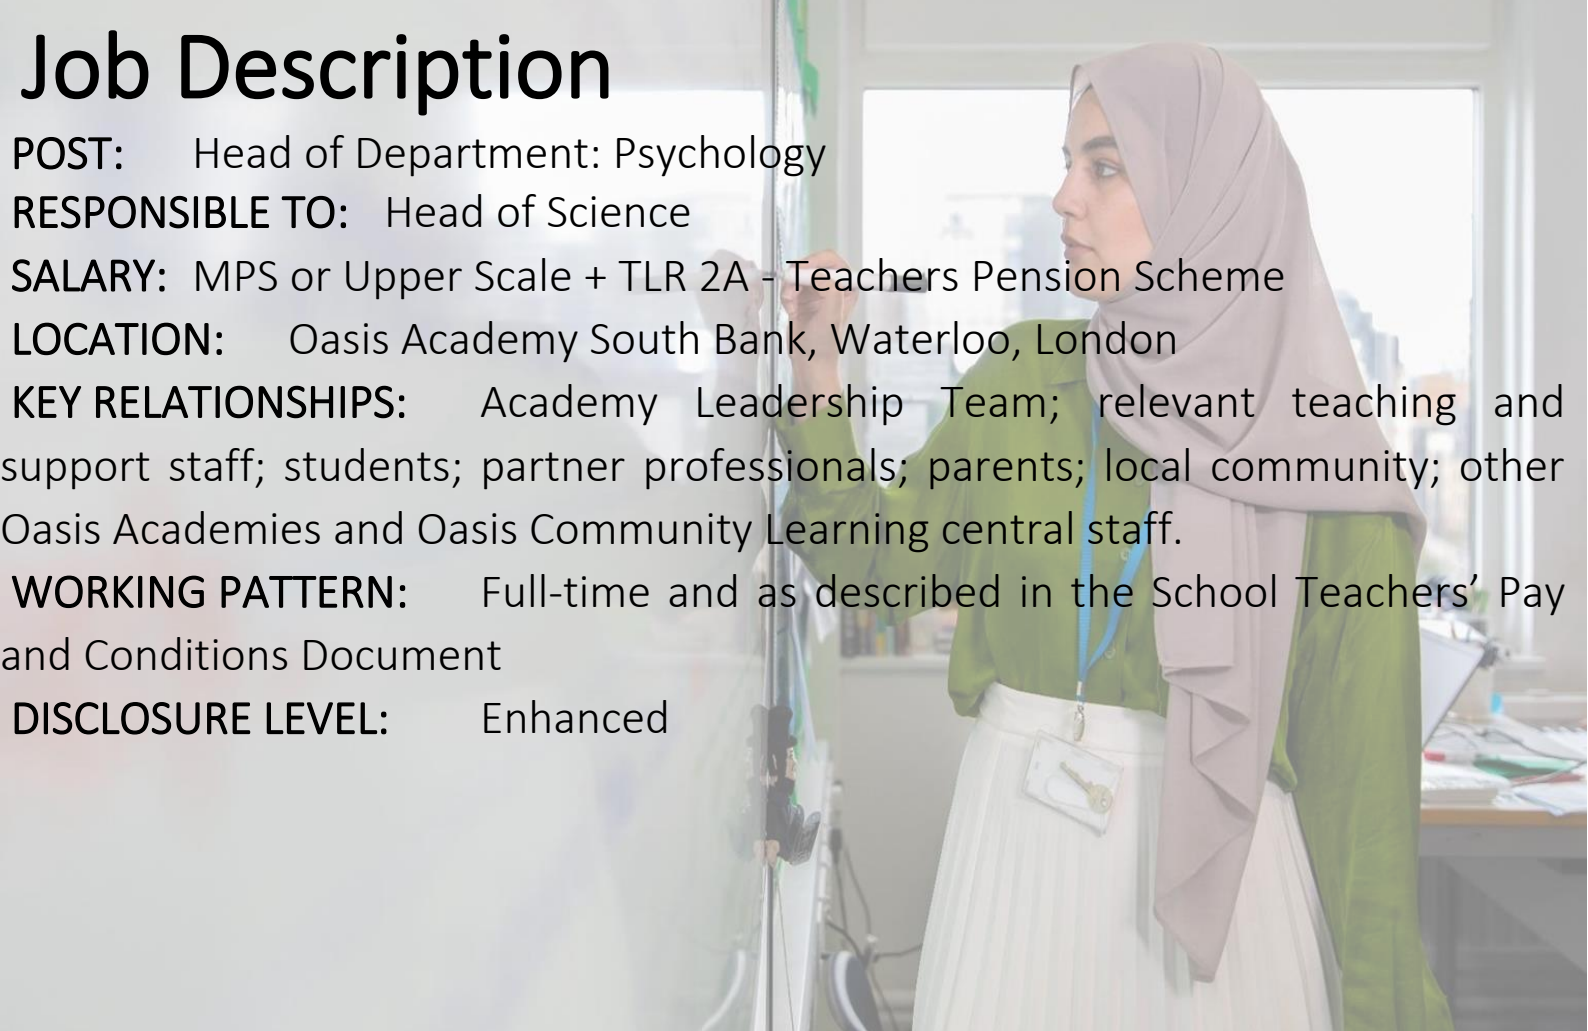 Job Description
POST: Head of Department: Psychology
RESPONSIBLE TO: Head of Science
SALARY: MPS or Upper Scale + TLR 2A - Teachers Pension Scheme
LOCATION: Oasis Academy South Bank, Waterloo, London
KEY RELATIONSHIPS: Academy Leadership Team; relevant teaching and
support staff; students; partner professionals; parents; local community; other
Oasis Academies and Oasis Community Learning central staff.
WORKING PATTERN: Full-time and as described in the School Teachers’ Pay
and Conditions Document
DISCLOSURE LEVEL: Enhanced